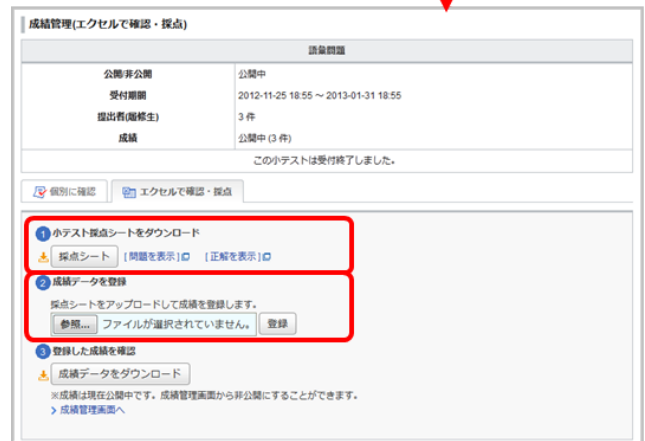 成績管理(エクセルで確認・採点)
語彙問題
公開/非公開 公開中
受付期間 2012-11-25 18:55 ～ 2013-01-31 18:55
提出者(履修生) 3 件
成績 公開中 (3 件)
この小テストは受付終了しました。
個別に確認 エクセルで確認・採点
1 小テスト採点シートをダウンロード
採点シート [問題を表示] [正解を表示]
2 成績データを登録
採点シートをアップロードして成績を登録します。
参照... ファイルが選択されていません。 登録
3 登録した成績を確認
成績データをダウンロード
※成績は現在公開中です。成績管理画面から非公開にすることができます。
> 成績管理画面へ